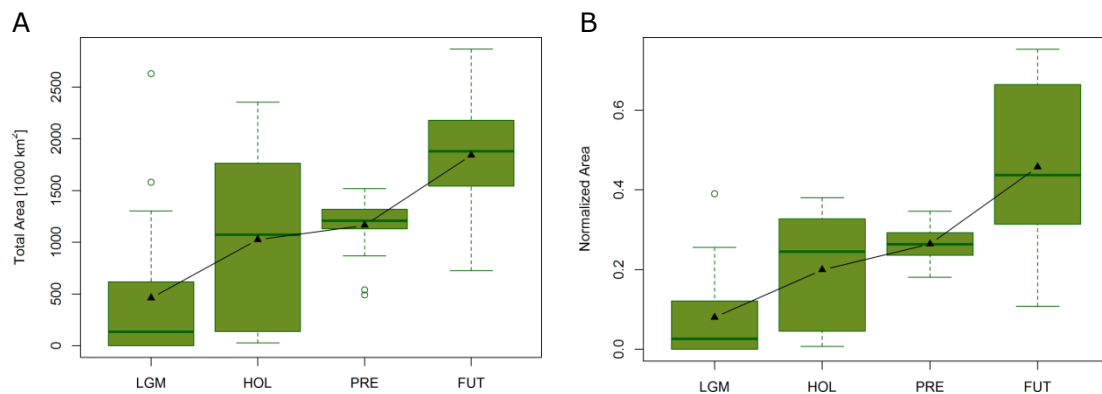 A
Total Area [1000 km²]
2500
2000
1500
1000
500
0
LGM HOL PRE FUT
B
Normalized Area
0.6
0.4
0.2
0.0
LGM HOL PRE FUT